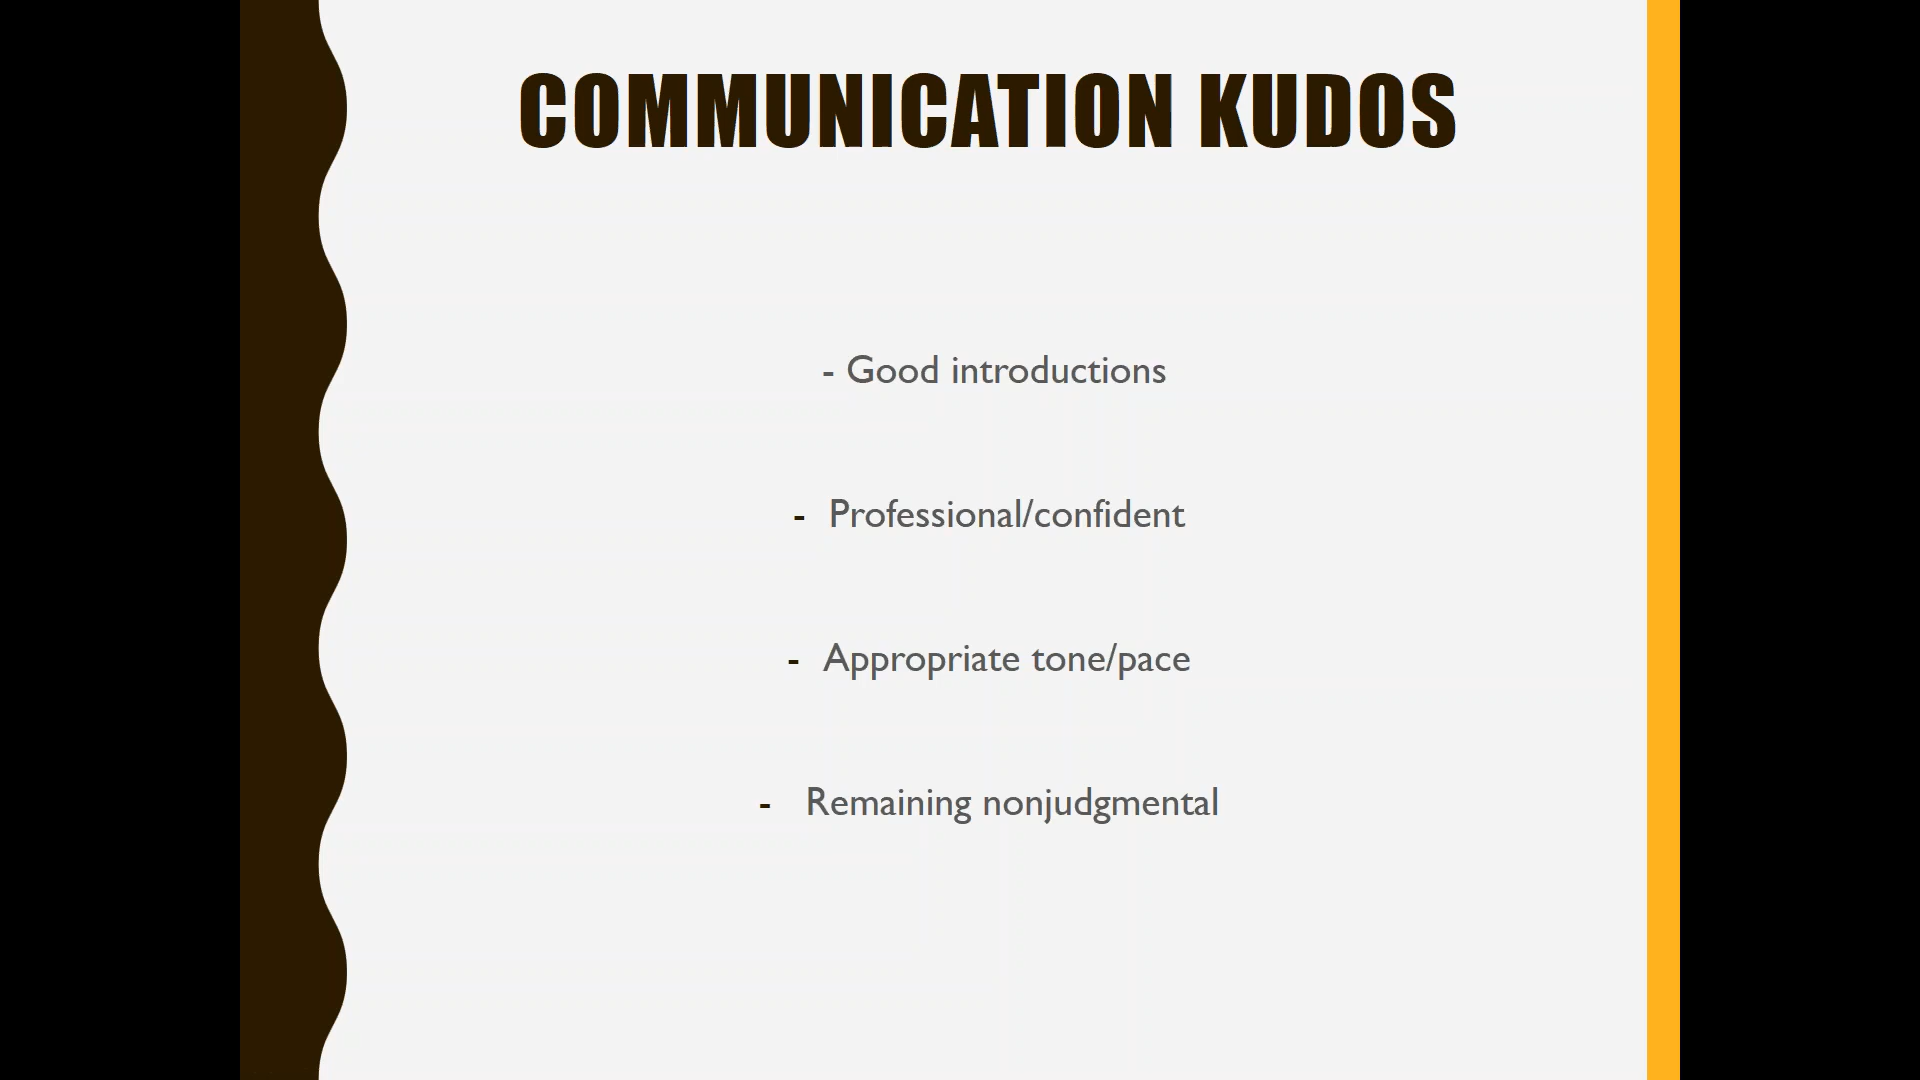 COMMUNICATION KUDOS
- Good introductions
- Professional/confident
- Appropriate tone/pace
- Remaining nonjudgmental